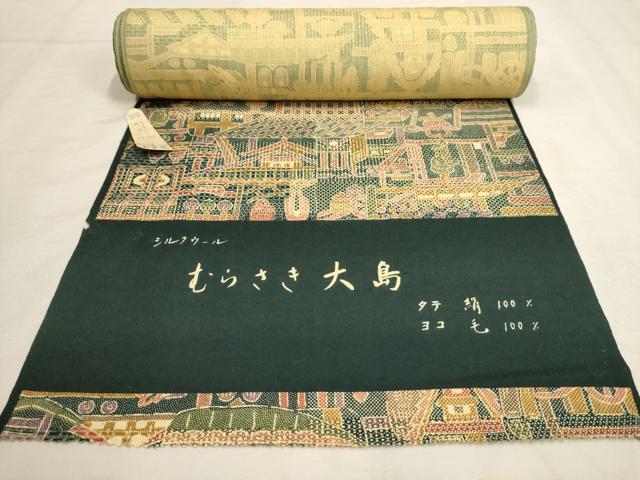 シルクウール
むらさき大島
タテ 絹 100%
ヨコ 毛 100%